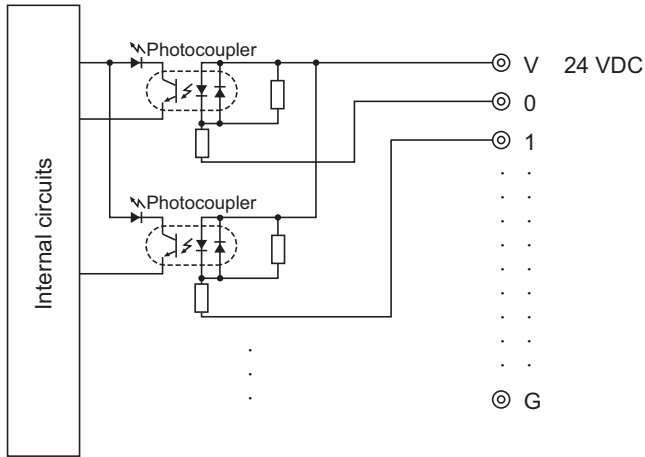 Photocoupler
V 24 VDC
0
1
Photocoupler
Internal circuits
G